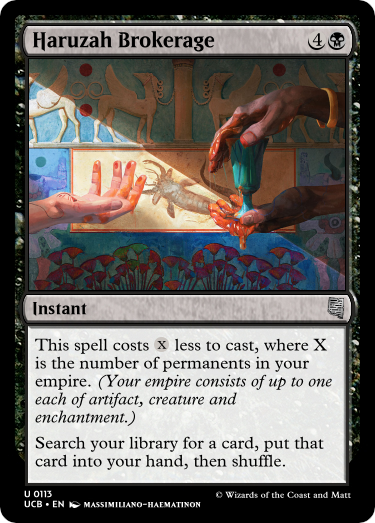 Haruzah Brokerage 4
Instant
This spell costs X less to cast, where X
is the number of permanents in your
empire. (Your empire consists of up to one
each of artifact, creature and
enchantment.)
Search your library for a card, put that
card into your hand, then shuffle.
U 0113
UCB • EN MASSIMILIANO–HAEMATINON
© Wizards of the Coast and Matt